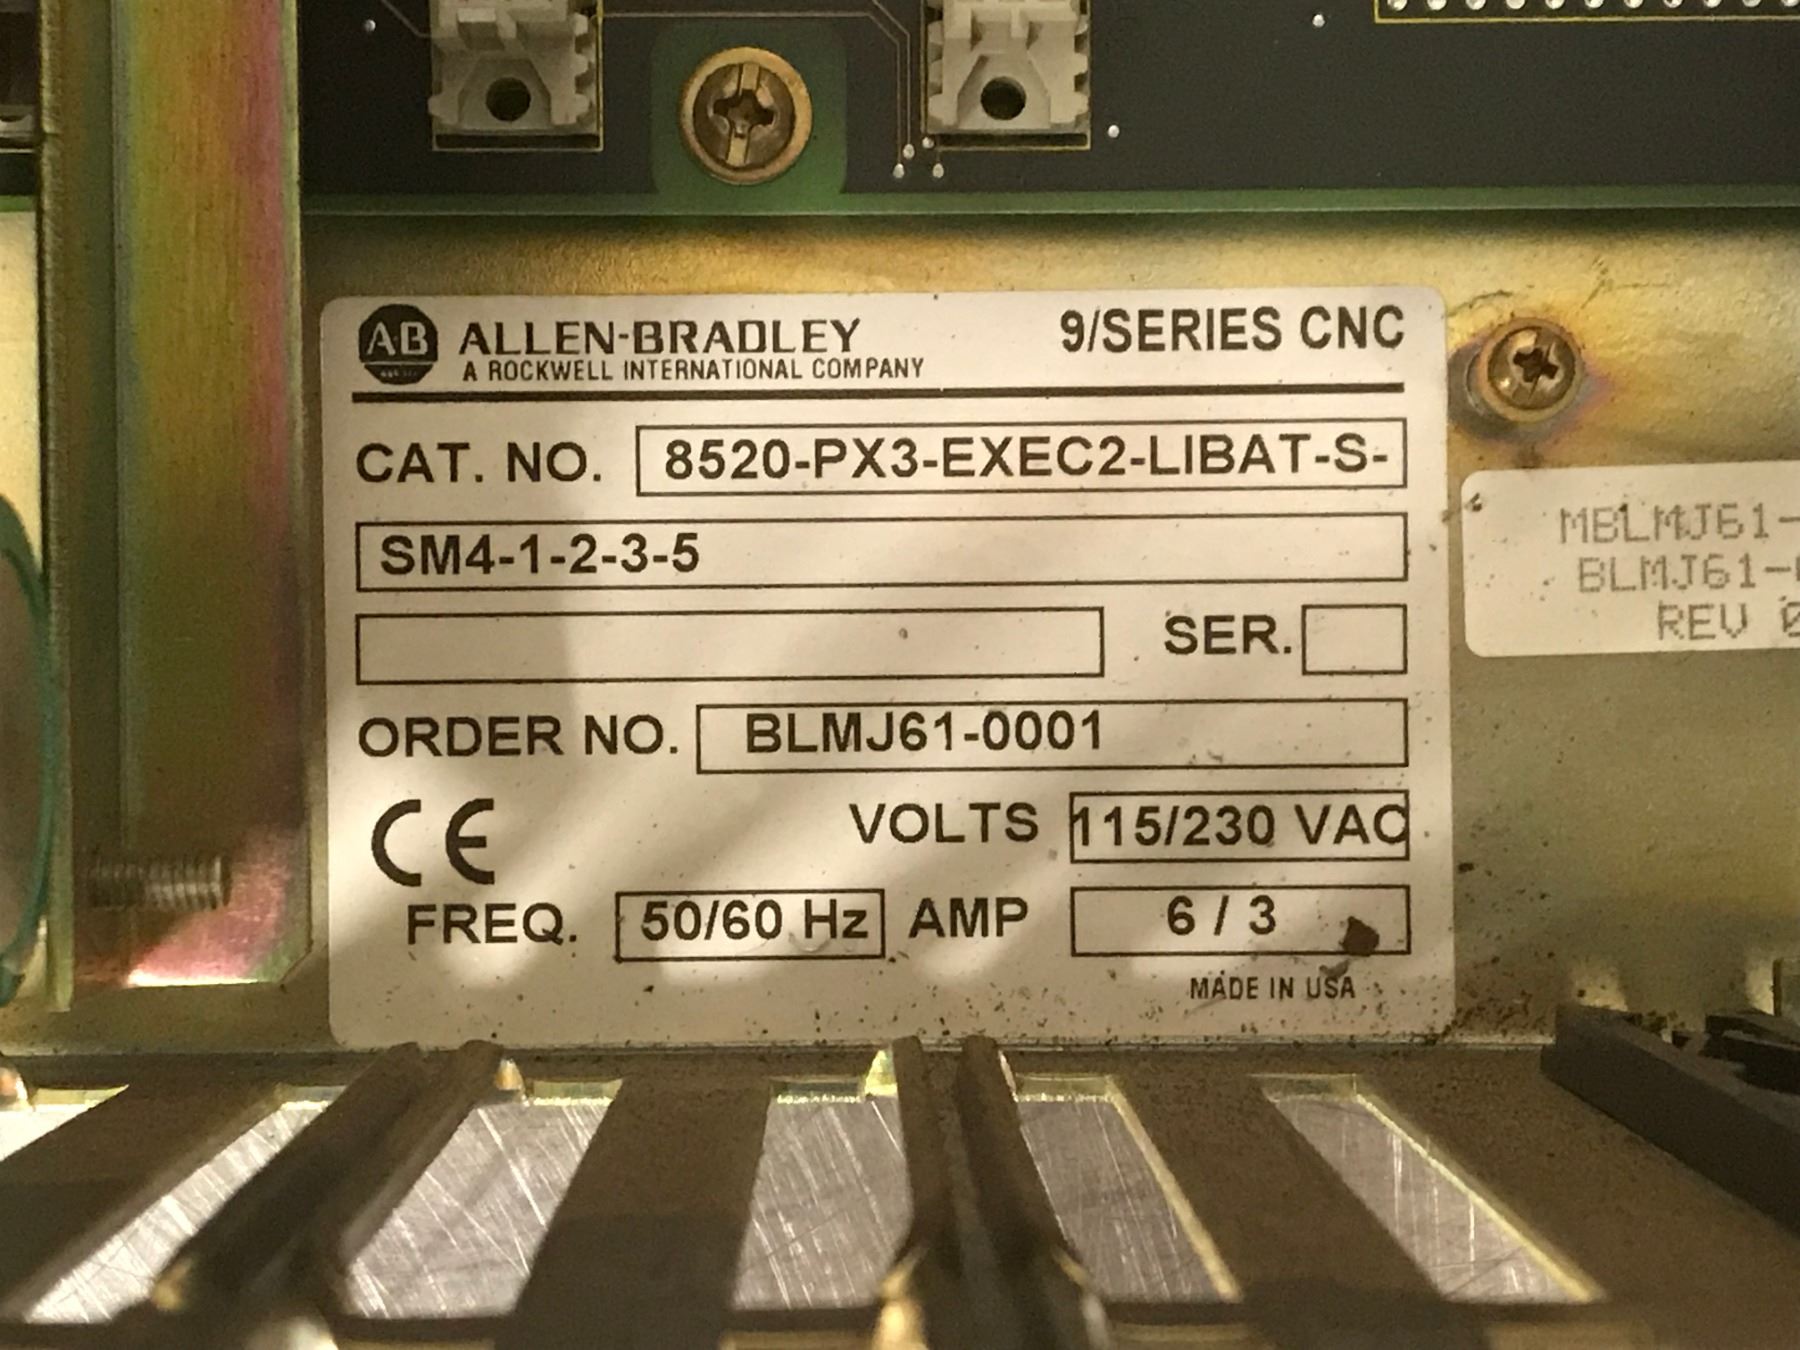 AB ALLEN-BRADLEY 9/SERIES CNC
A ROCKWELL INTERNATIONAL COMPANY
CAT. NO. 8520-PX3-EXEC2-LIBAT-S-
SM4-1-2-3-5
SER.
ORDER NO. BLMJ61-0001
CE VOLTS 115/230 VAC
FREQ. 50/60 Hz AMP 6 / 3
MADE IN USA
MBLMJ61-
BLMJ61-
REV